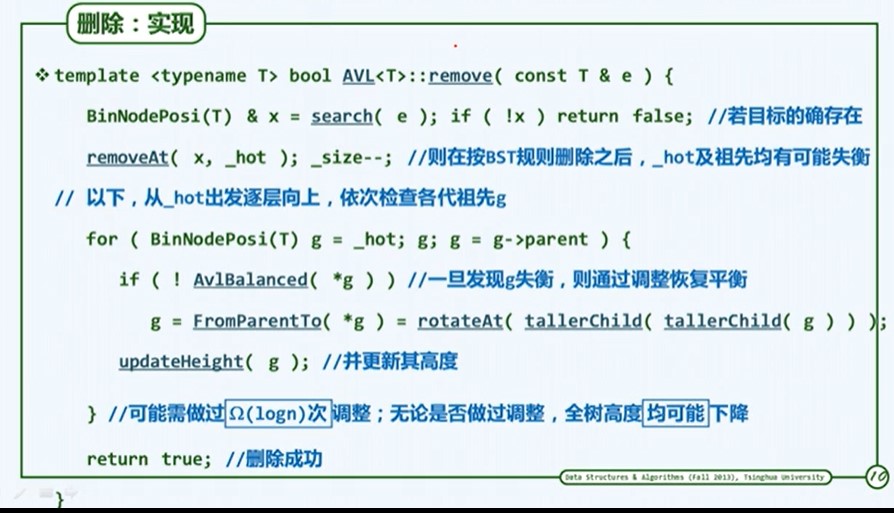 删除：实现
❖ template <typename T> bool AVL<T>::remove( const T & e ) {
BinNodePosi(T) & x = search( e ); if ( !x ) return false; //若目标的确存在
removeAt( x, _hot ); _size--; //则在按BST规则删除之后，_hot及祖先均有可能失衡
// 以下，从_hot出发逐层向上，依次检查各代祖先g
for ( BinNodePosi(T) g = _hot; g; g = g->parent ) {
if ( ! AvlBalanced( *g ) ) //一旦发现g失衡，则通过调整恢复平衡
g = FromParentTo( *g ) = rotateAt( tallerChild( tallerChild( g ) ) );
updateHeight( g ); //并更新其高度
} //可能需做过Ω(logn)次调整；无论是否做过调整，全树高度均可能下降
return true; //删除成功
Data Structures & Algorithms (Fall 2013), Tsinghua University
10
}